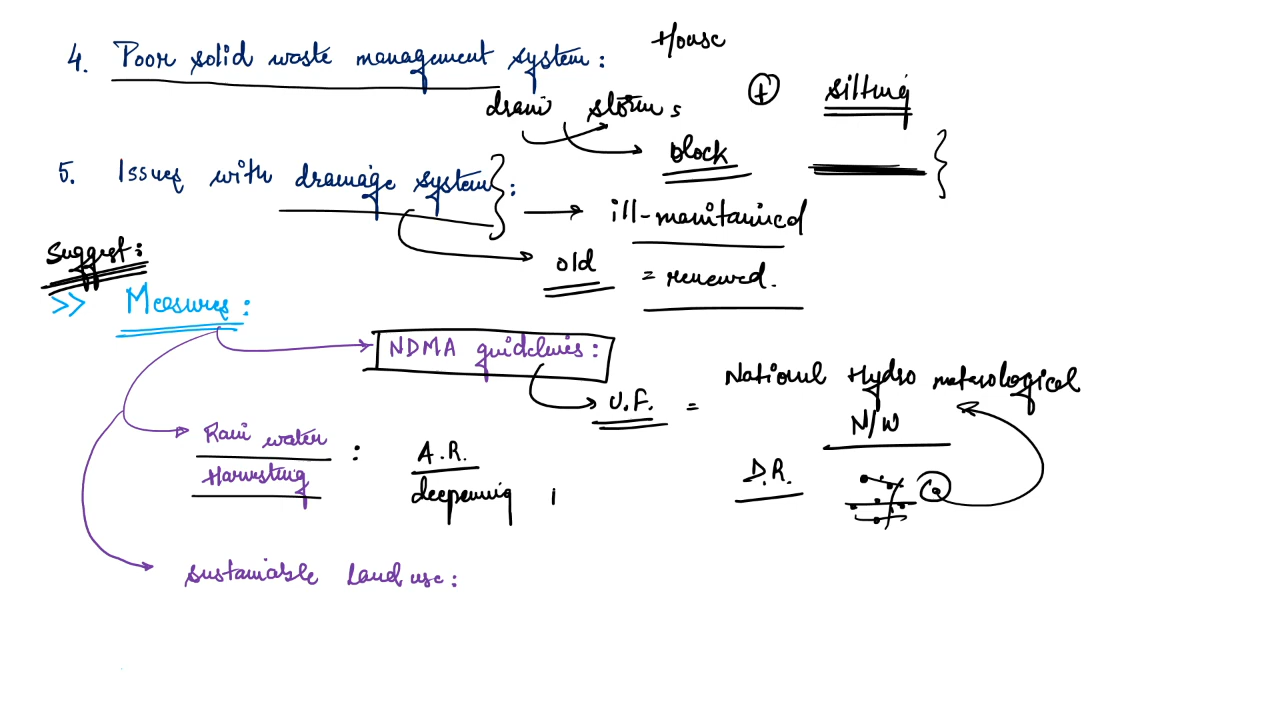 House
4. Poor solid waste management system:
drain storms
+ silting
block
5. Issues with drainage system:
ill-maintained
old = renewed.
Suggest:
>> Measures:
NDMA guidelines:
U.F. = National Hydro meterological
N/W
Rain water : A.R.
Harvesting deepening
D.R.
sustainable land use: